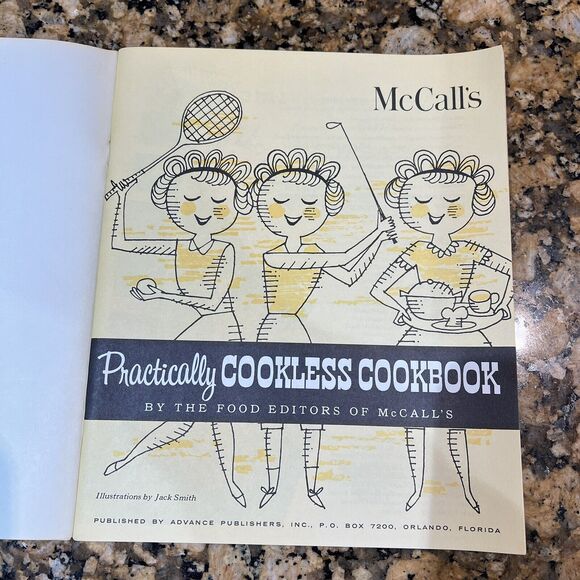 McCall's
Practically COOKLESS COOKBOOK
BY THE FOOD EDITORS OF McCALL'S
Illustrations by Jack Smith
PUBLISHED BY ADVANCE PUBLISHERS, INC., P.O. BOX 7200, ORLANDO, FLORIDA